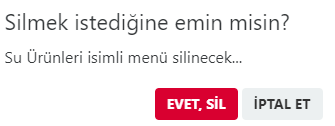 Silmek istediğine emin misin?
Su Ürünleri isimli menü silinecek...
EVET, SİL İPTAL ET